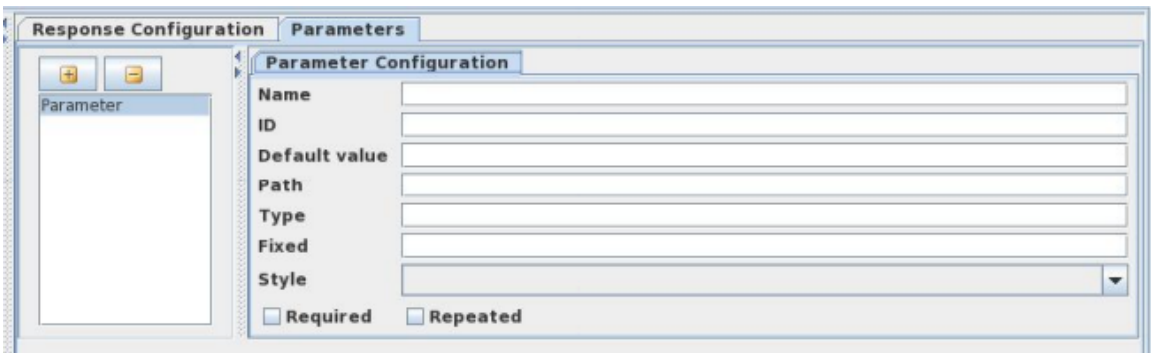 Response Configuration Parameters
Parameter Configuration
Parameter
Name
ID
Default value
Path
Type
Fixed
Style
Required Repeated